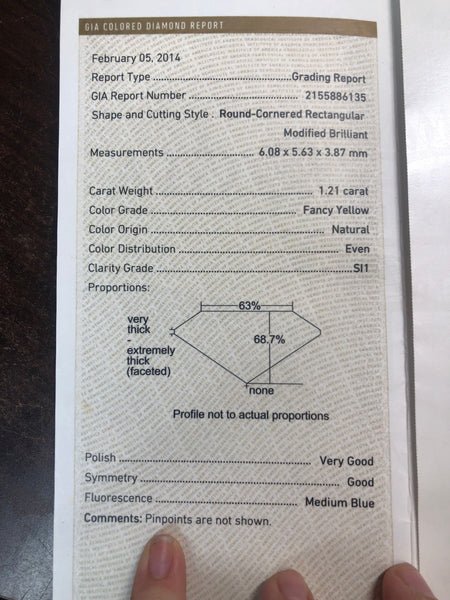 GIA COLORED DIAMOND REPORT
February 05, 2014
Report Type ........ Grading Report
GIA Report Number ........ 2155886135
Shape and Cutting Style . Round-Cornered Rectangular
Modified Brilliant
Measurements ........ 6.08 x 5.63 x 3.87 mm
Carat Weight ........ 1.21 carat
Color Grade ........ Fancy Yellow
Color Origin ........ Natural
Color Distribution ........ Even
Clarity Grade ........ SI1
Proportions:
63%
very
thick
-
extremely
thick
(faceted)
68.7%
none
Profile not to actual proportions
Polish ........ Very Good
Symmetry ........ Good
Fluorescence ........ Medium Blue
Comments: Pinpoints are not shown.